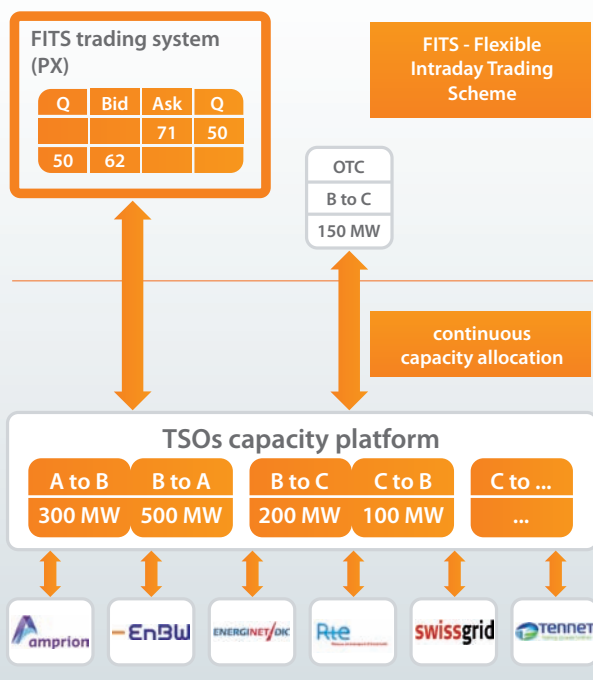 FITS trading system
(PX)
Q Bid Ask Q
71 50
50 62
FITS - Flexible
Intraday Trading
Scheme
OTC
B to C
150 MW
continuous
capacity allocation
TSOs capacity platform
A to B B to A B to C C to B C to ...
300 MW 500 MW 200 MW 100 MW ...
amprion
EnBW
ENERGINET/DK
Rte
swissgrid
TENNET